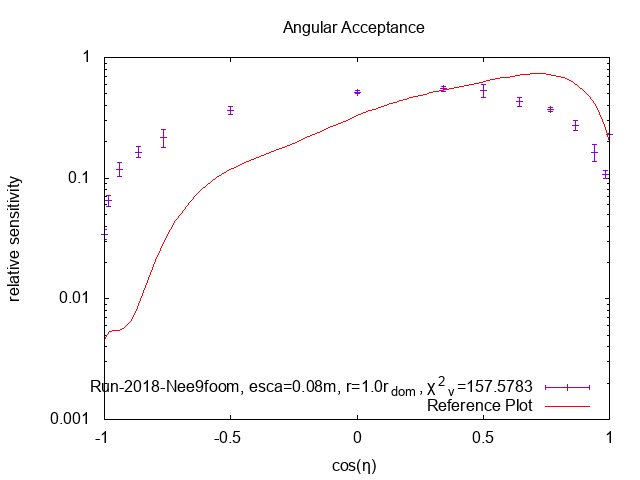 Angular Acceptance
relative sensitivity
1
0.1
0.01
0.001
Run-2018-Nee9foom, esca=0.08m, r=1.0r_dom, χ²_ν=157.5783
Reference Plot
-1 -0.5 0 0.5 1
cos(η)